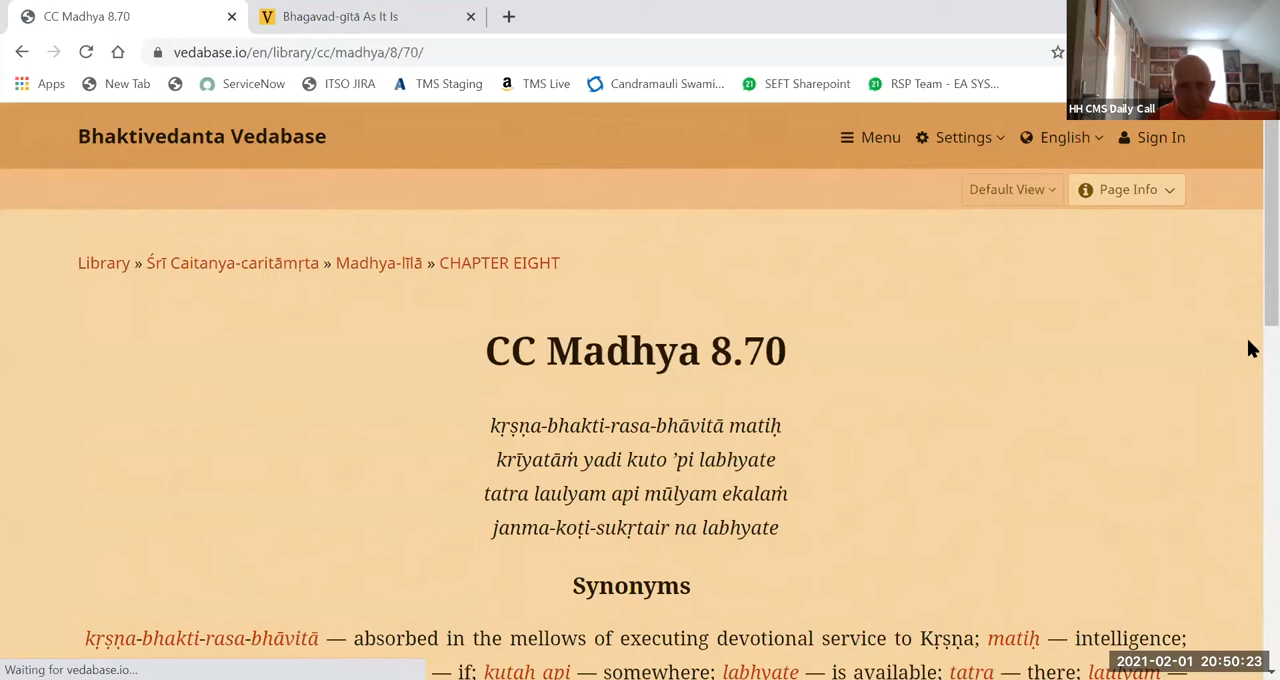 CC Madhya 8.70
Bhagavad-gītā As It Is
vedabase.io/en/library/cc/madhya/8/70/
Apps New Tab ServiceNow ITSO JIRA TMS Staging TMS Live Candramauli Swami... SEFT Sharepoint RSP Team - EA SYS...
HH CMS Daily Call
Bhaktivedanta Vedabase
Menu Settings English Sign In
Default View Page Info
Library » Śrī Caitanya-caritāmṛta » Madhya-līlā » CHAPTER EIGHT
CC Madhya 8.70
kṛṣṇa-bhakti-rasa-bhāvitā matiḥ
krīyatāṁ yadi kuto ’pi labhyate
tatra laulyam api mūlyam ekalaṁ
janma-koṭi-sukṛtair na labhyate
Synonyms
kṛṣṇa-bhakti-rasa-bhāvitā — absorbed in the mellows of executing devotional service to Kṛṣṇa; matiḥ — intelligence;
— if; kutaḥ api — somewhere; labhyate — is available; tatra — there; laulyam —
Waiting for vedabase.io...
2021-02-01 20:50:23